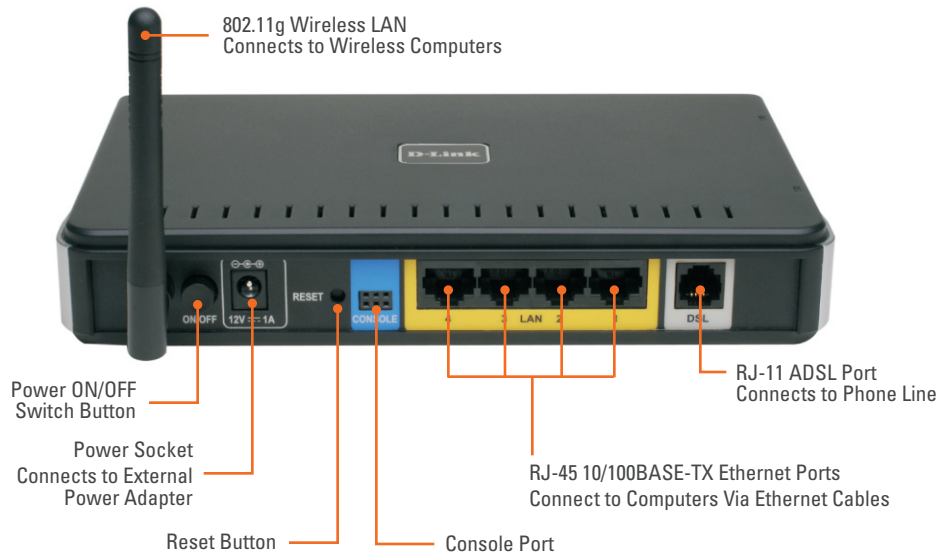 802.11g Wireless LAN
Connects to Wireless Computers
D-Link
RESET
ON/OFF
12V ⎓ 1A
CONSOLE
4 3 LAN 2 1
DSL
Power ON/OFF
Switch Button
RJ-11 ADSL Port
Connects to Phone Line
Power Socket
Connects to External
Power Adapter
RJ-45 10/100BASE-TX Ethernet Ports
Connect to Computers Via Ethernet Cables
Reset Button
Console Port